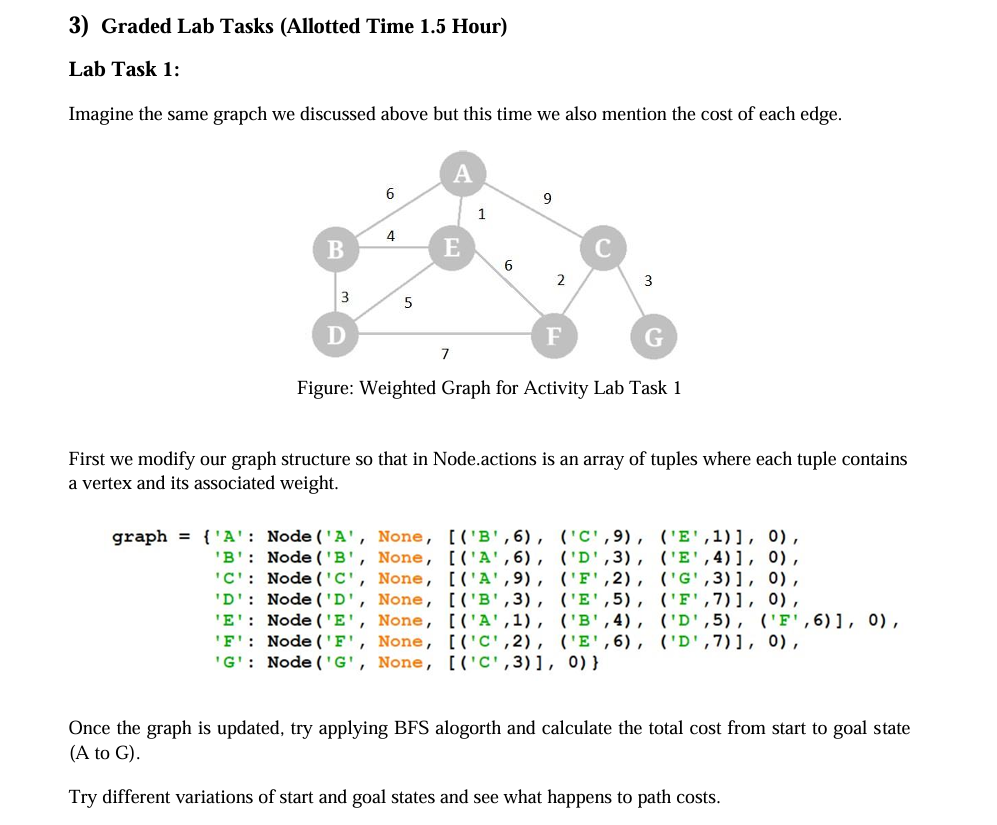 3) Graded Lab Tasks (Allotted Time 1.5 Hour)
Lab Task 1:
Imagine the same grapch we discussed above but this time we also mention the cost of each edge.
A
6
9
1
B
4
E
C
6
2
3
3
5
D
F
G
7
Figure: Weighted Graph for Activity Lab Task 1
First we modify our graph structure so that in Node.actions is an array of tuples where each tuple contains
a vertex and its associated weight.
graph = {'A': Node('A', None, [('B',6), ('C',9), ('E',1)], 0),
'B': Node('B', None, [('A',6), ('D',3), ('E',4)], 0),
'C': Node('C', None, [('A',9), ('F',2), ('G',3)], 0),
'D': Node('D', None, [('B',3), ('E',5), ('F',7)], 0),
'E': Node('E', None, [('A',1), ('B',4), ('D',5), ('F',6)], 0),
'F': Node('F', None, [('C',2), ('E',6), ('D',7)], 0),
'G': Node('G', None, [('C',3)], 0)}
Once the graph is updated, try applying BFS alogorth and calculate the total cost from start to goal state
(A to G).
Try different variations of start and goal states and see what happens to path costs.